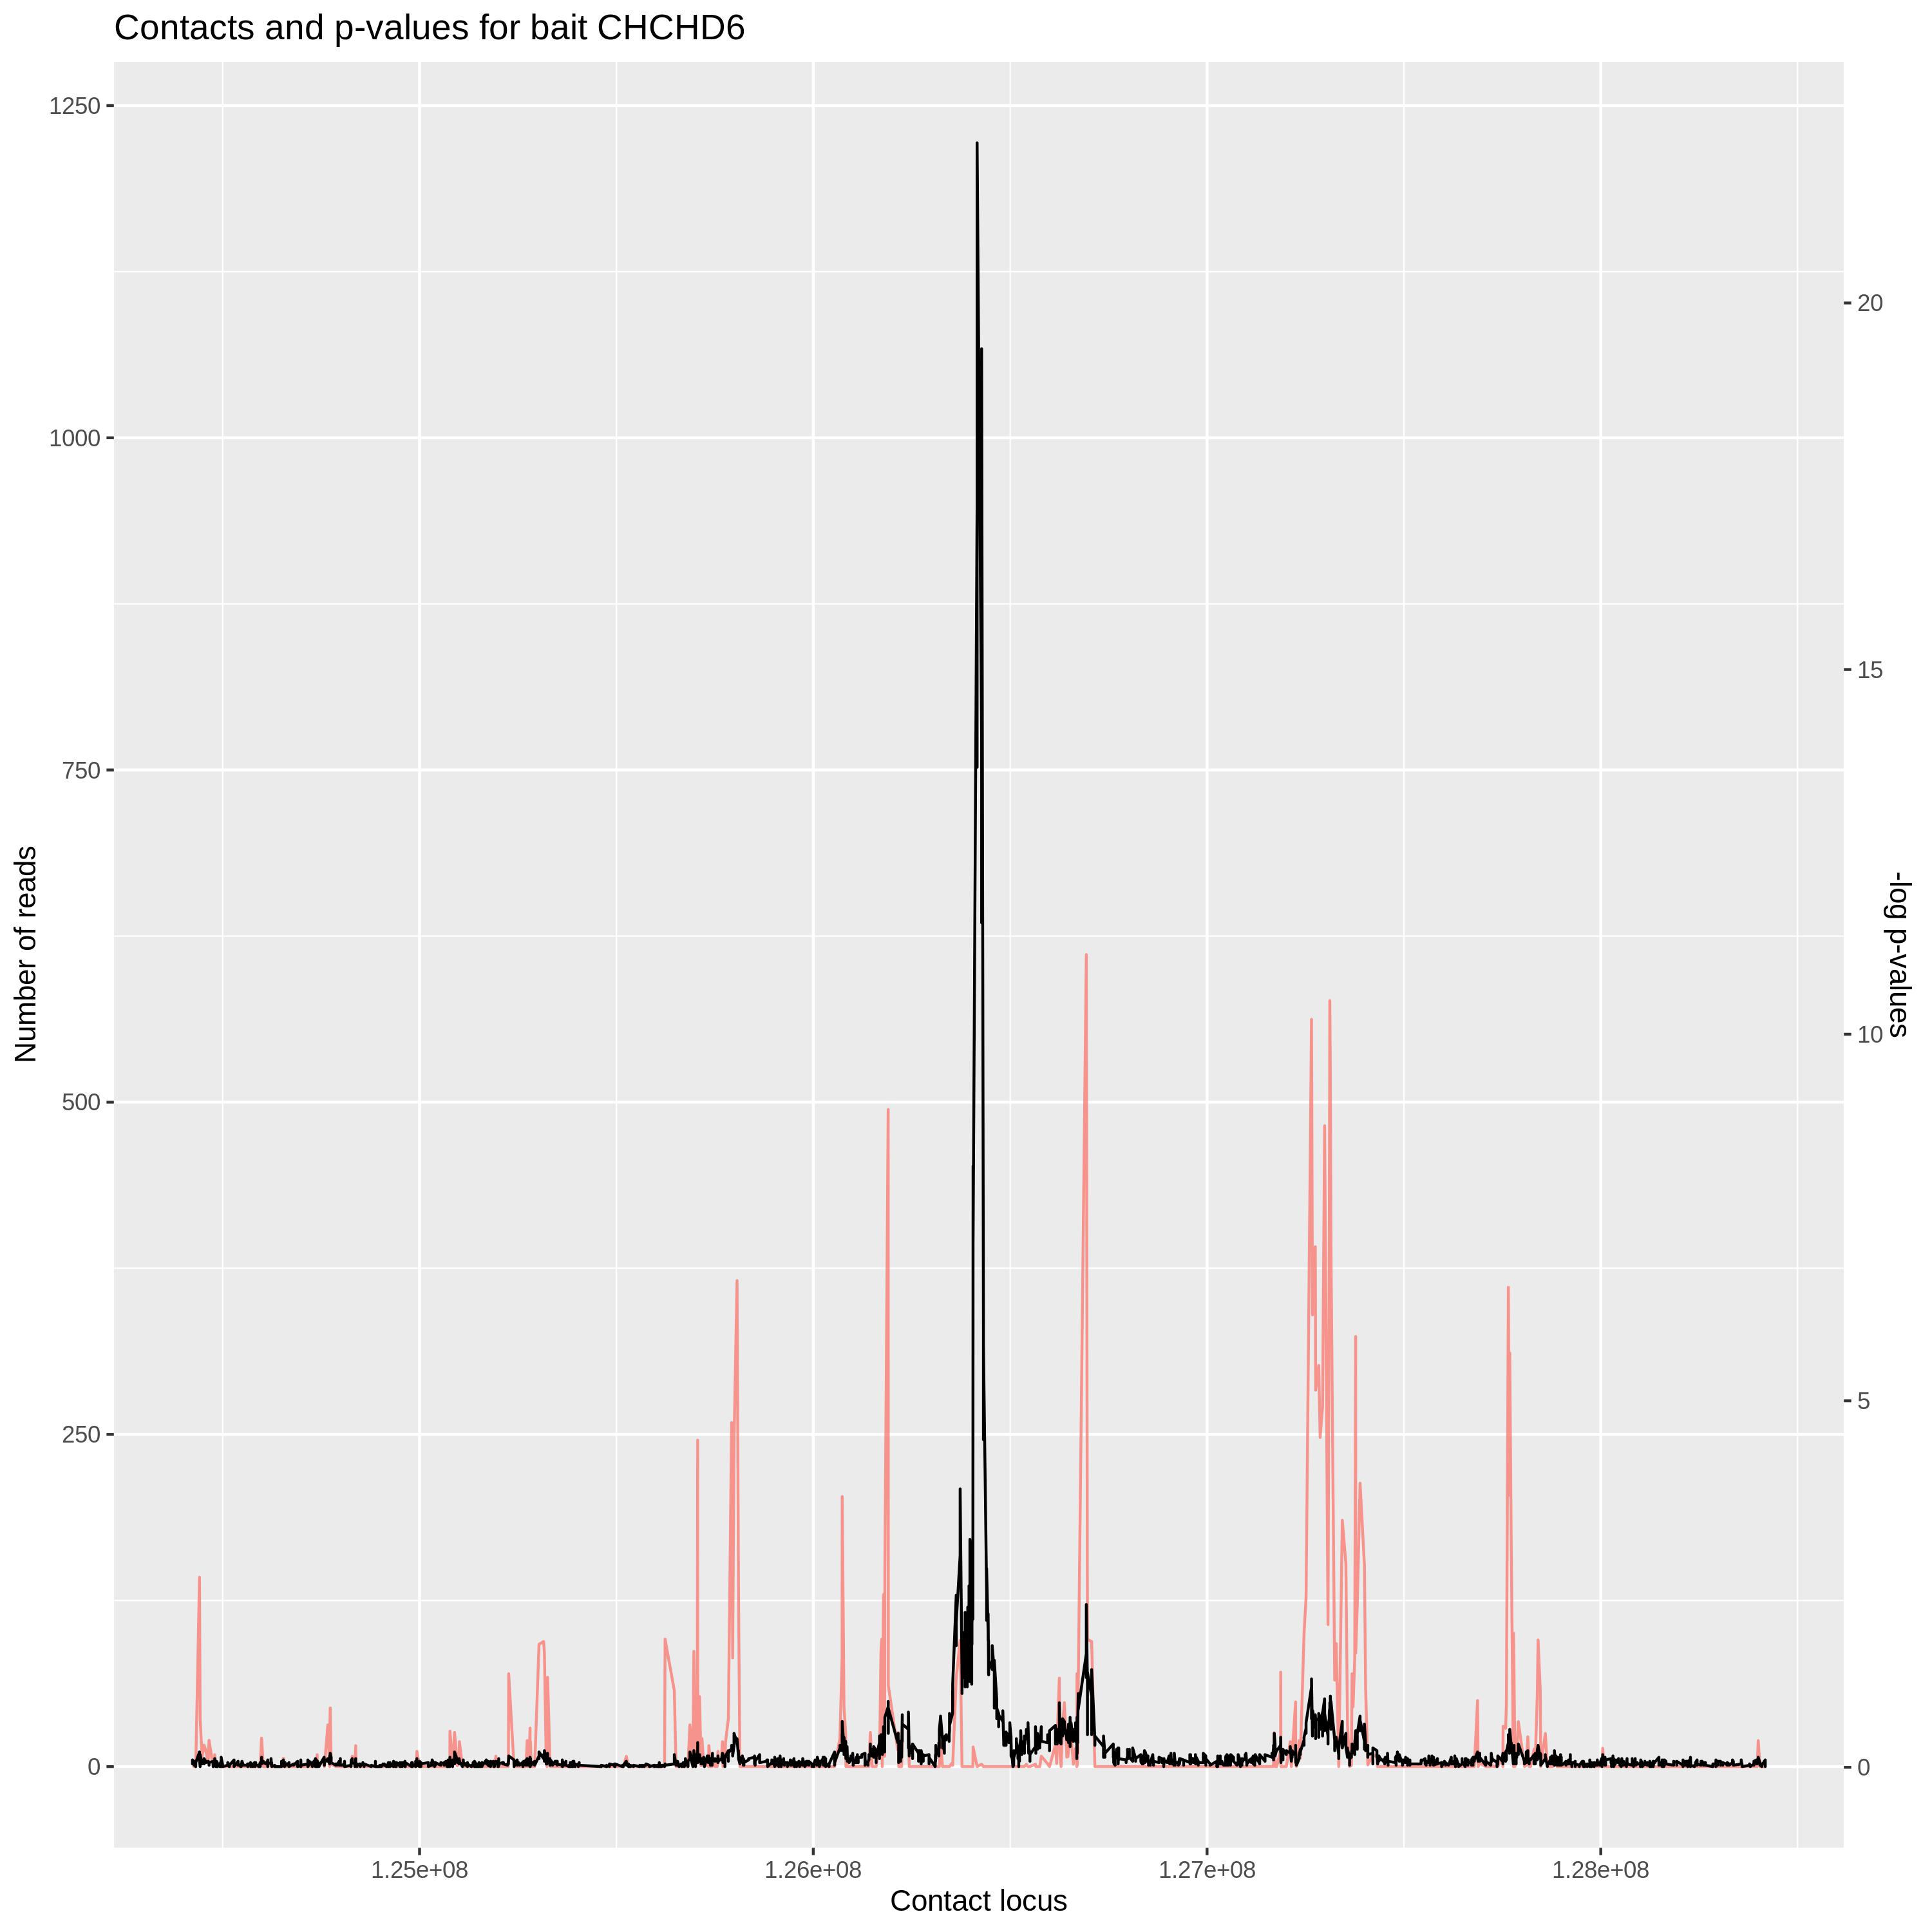 Contacts and p-values for bait CHCHD6
1250
1000
750
500
250
0
Number of reads
20
15
10
5
0
-log p-values
1.25e+08
1.26e+08
1.27e+08
1.28e+08
Contact locus